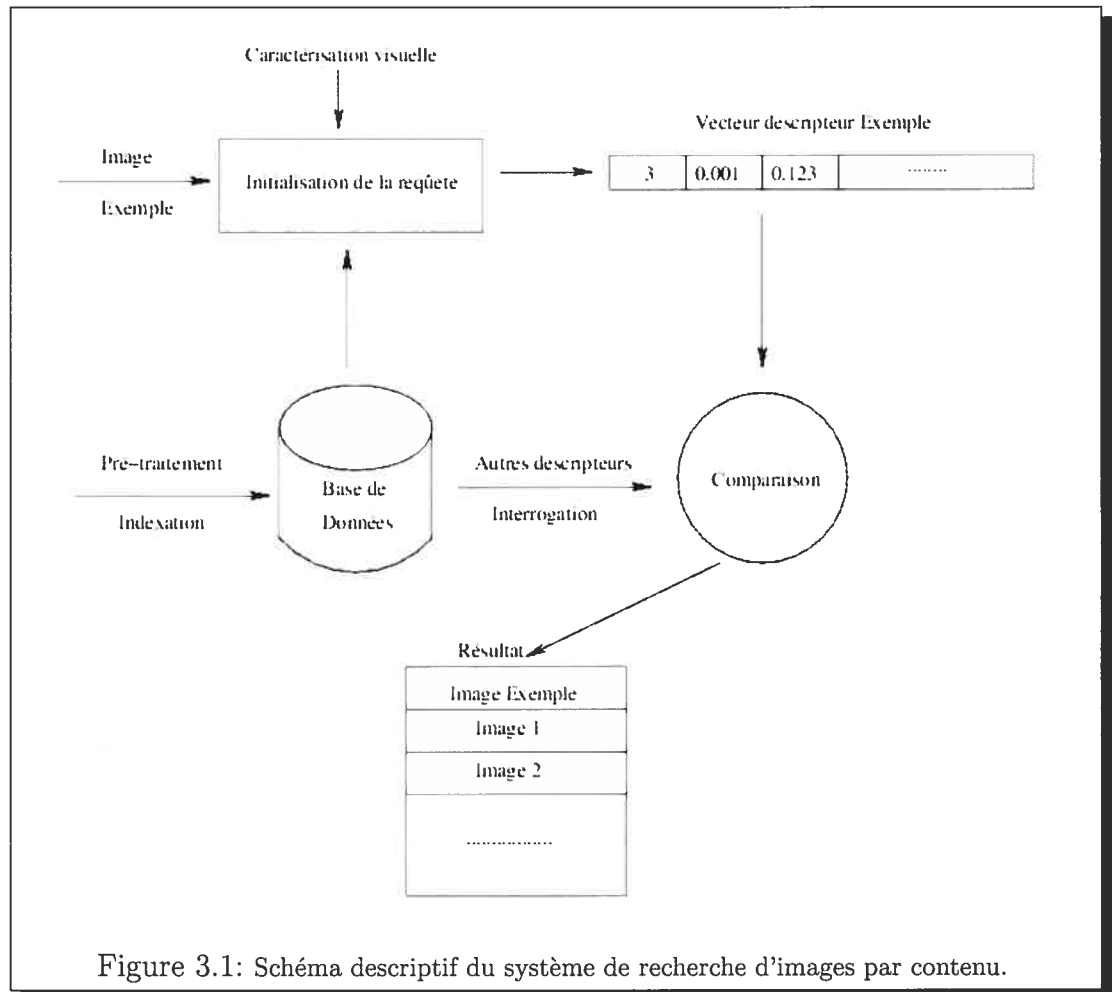 Caractérisation visuelle
Image
Exemple
Initialisation de la reqûete
Vecteur descripteur Exemple
3 0.001 0.123 ........
Pré-traitement
Indexation
Base de
Données
Autres descripteurs
Interrogation
Comparaison
Résultat
Image Exemple
Image 1
Image 2
.................
Figure 3.1: Schéma descriptif du système de recherche d'images par contenu.